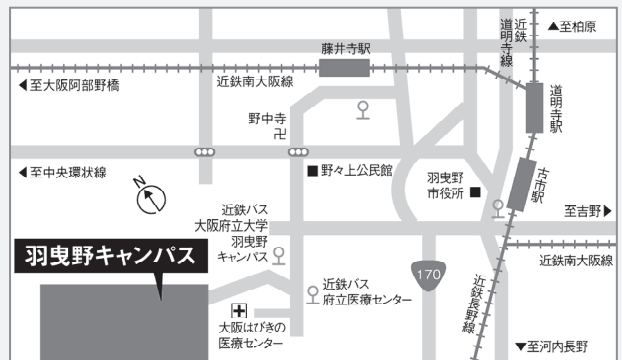 近鉄
道明寺線
▲至柏原
藤井寺駅
◀至大阪阿部野橋
近鉄南大阪線
道明寺駅
野中寺
卍
◀至中央環状線
■野々上公民館
羽曳野
市役所■
古市駅
N
近鉄バス
大阪府立大学
羽曳野
キャンパス
至吉野▶
羽曳野キャンパス
近鉄南大阪線
170
近鉄バス
府立医療センター
近鉄長野線
大阪はびきの
医療センター
▼至河内長野